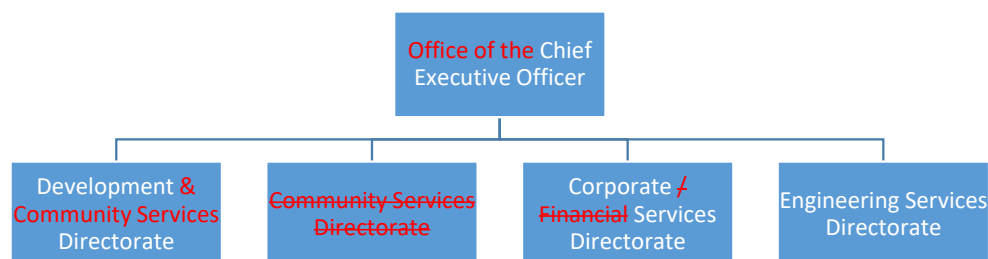 Office of the Chief
Executive Officer
Development &
Community Services
Directorate
Community Services
Directorate
Corporate /
Financial Services
Directorate
Engineering Services
Directorate